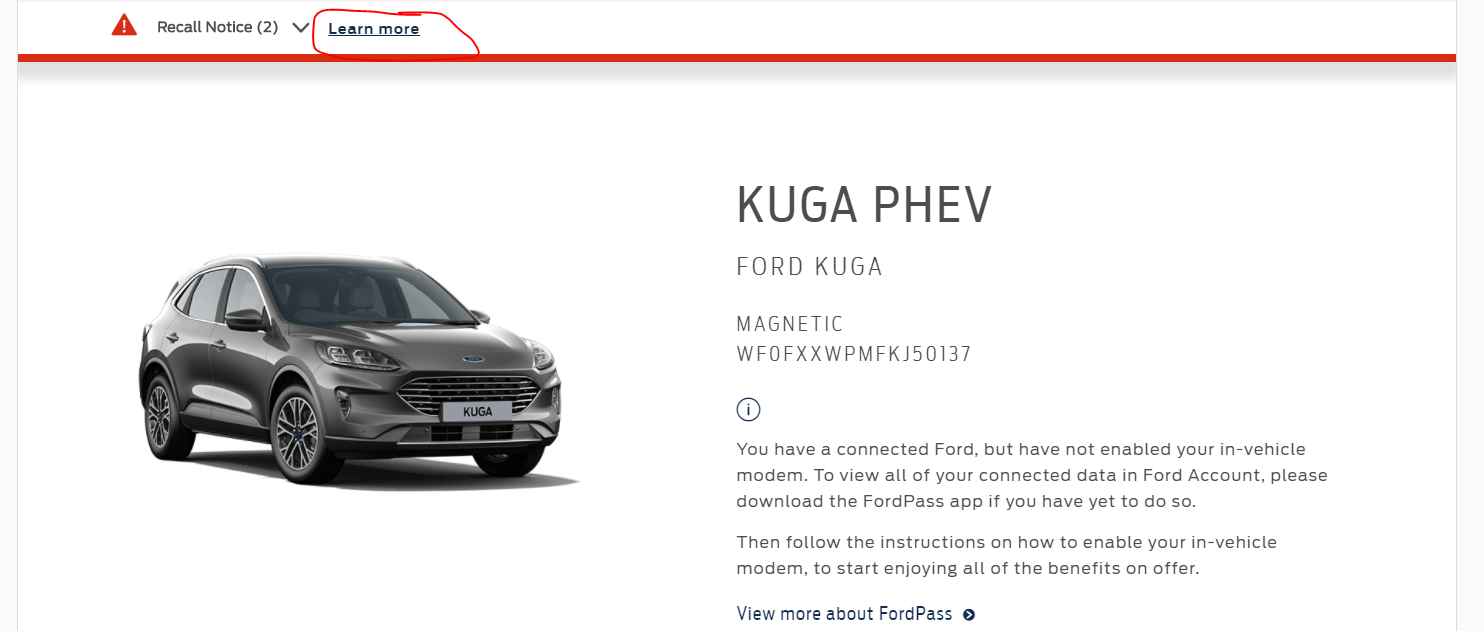 Recall Notice (2) Learn more
KUGA PHEV
FORD KUGA
MAGNETIC
WF0FXXWPMFKJ50137
You have a connected Ford, but have not enabled your in-vehicle
modem. To view all of your connected data in Ford Account, please
download the FordPass app if you have yet to do so.
Then follow the instructions on how to enable your in-vehicle
modem, to start enjoying all of the benefits on offer.
View more about FordPass
KUGA